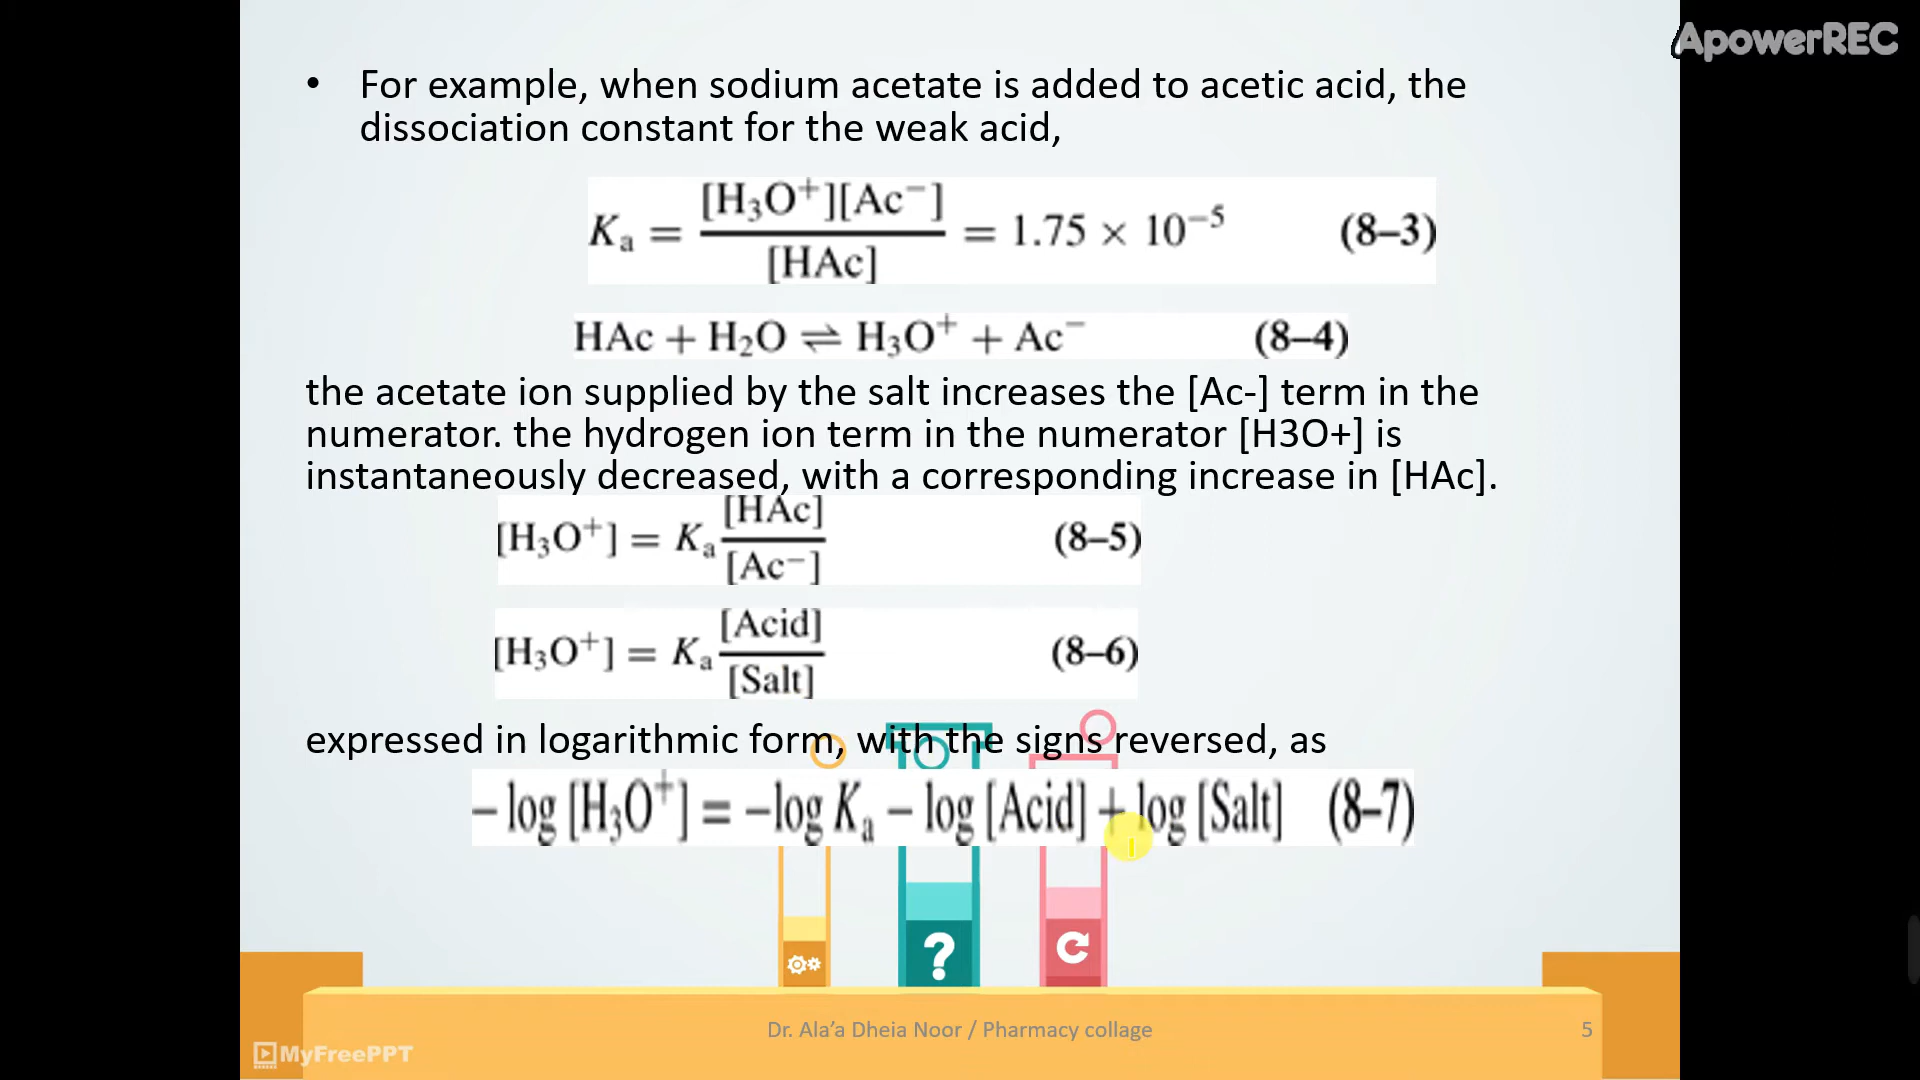 ApowerREC
• For example, when sodium acetate is added to acetic acid, the
dissociation constant for the weak acid,
Kₐ = [H₃O⁺][Ac⁻] / [HAc] = 1.75 × 10⁻⁵ (8–3)
HAc + H₂O ⇌ H₃O⁺ + Ac⁻ (8–4)
the acetate ion supplied by the salt increases the [Ac-] term in the
numerator. the hydrogen ion term in the numerator [H3O+] is
instantaneously decreased, with a corresponding increase in [HAc].
[H₃O⁺] = Kₐ [HAc] / [Ac⁻] (8–5)
[H₃O⁺] = Kₐ [Acid] / [Salt] (8–6)
expressed in logarithmic form, with the signs reversed, as
– log [H₃O⁺] = –log Kₐ – log [Acid] + log [Salt] (8–7)
?
Dr. Ala’a Dheia Noor / Pharmacy collage 5
MyFreePPT